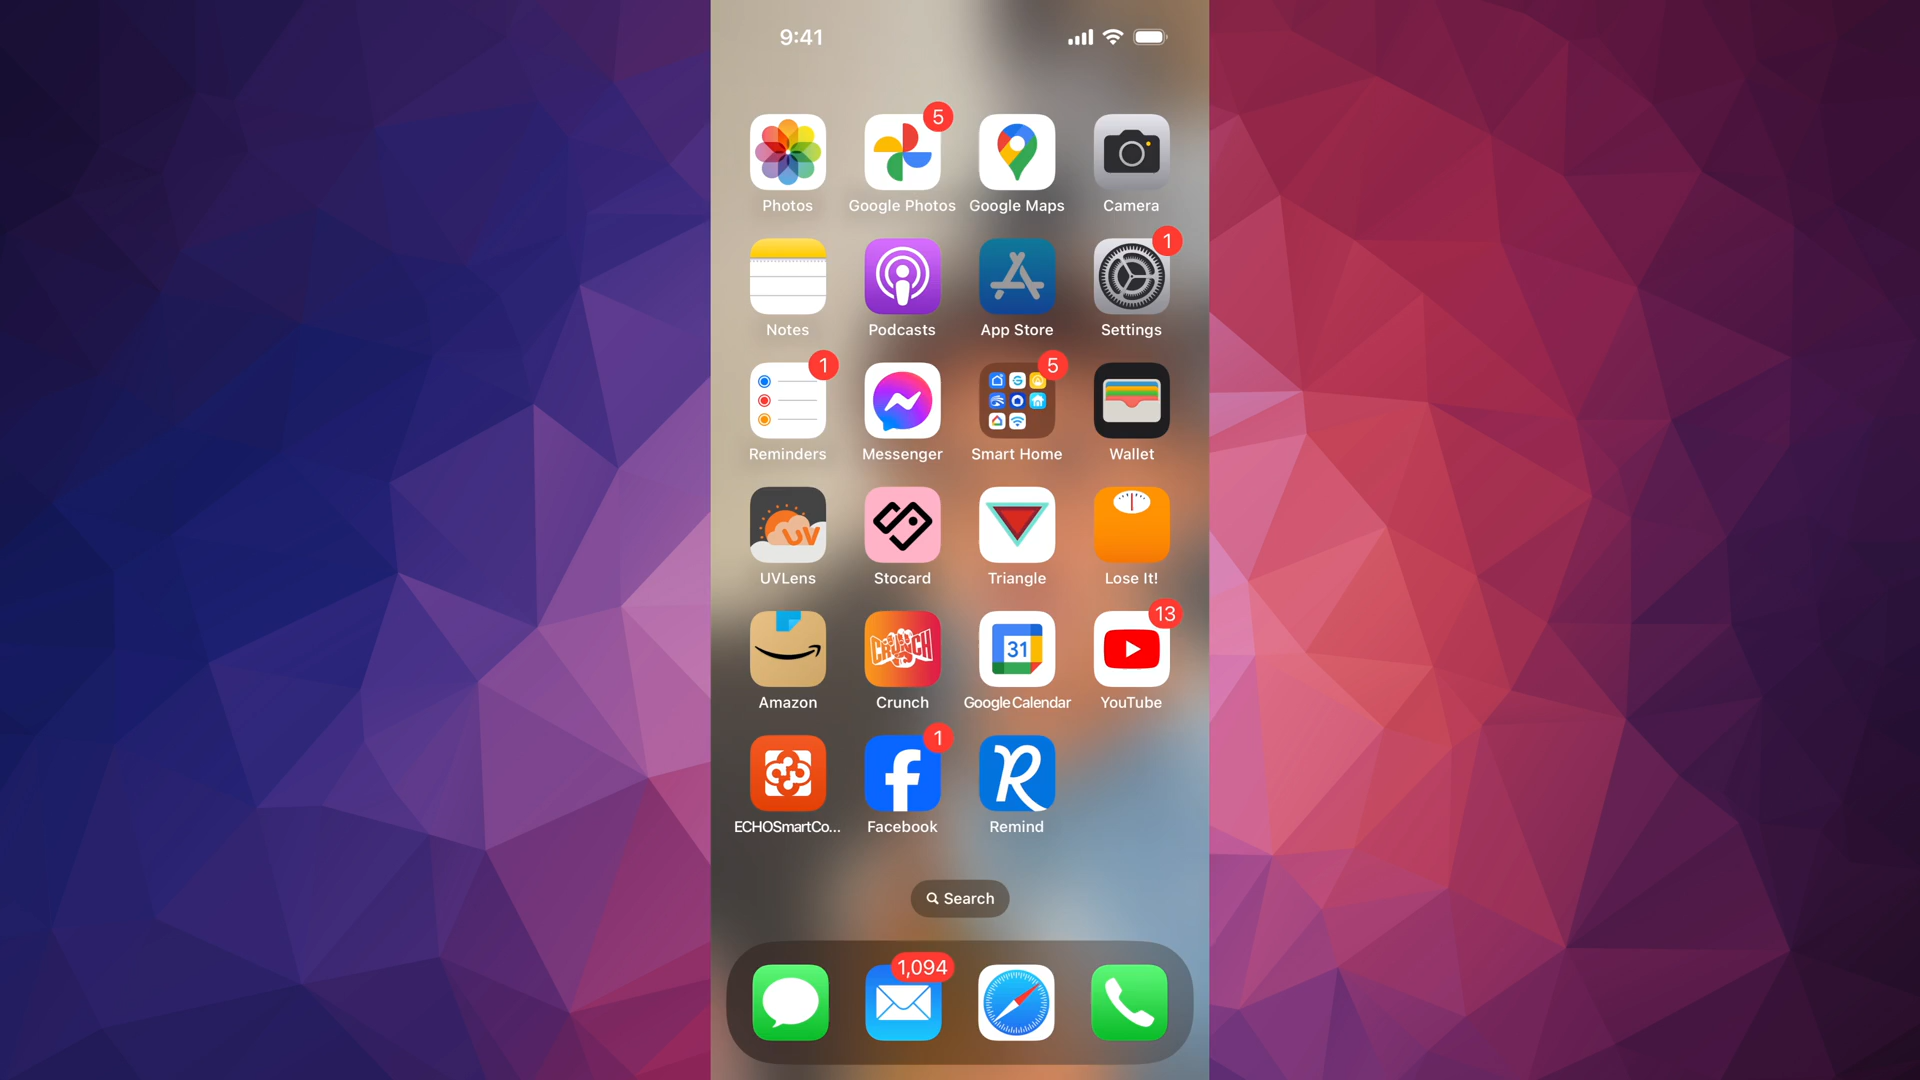 9:41
5
Photos
Google Photos
Google Maps
Camera
1
Notes
Podcasts
App Store
Settings
1
5
Reminders
Messenger
Smart Home
Wallet
UV
UVLens
Stocard
Triangle
Lose It!
13
CRUNCH
31
Amazon
Crunch
Google Calendar
YouTube
1
f
R
ECHOSmartCo...
Facebook
Remind
Search
1,094